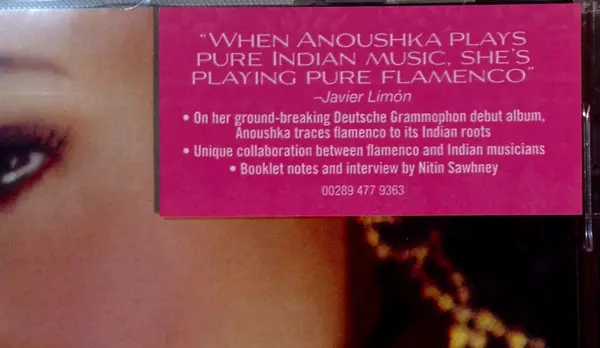 “WHEN ANOUSHKA PLAYS
PURE INDIAN MUSIC, SHE'S
PLAYING PURE FLAMENCO”
–Javier Limón
• On her ground-breaking Deutsche Grammophon debut album,
Anoushka traces flamenco to its Indian roots
• Unique collaboration between flamenco and Indian musicians
• Booklet notes and interview by Nitin Sawhney
00289 477 9363